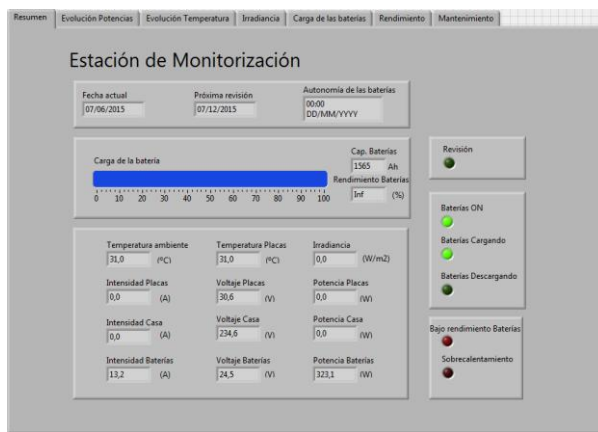 Resumen Evolución Potencias Evolución Temperatura Irradiancia Carga de las baterías Rendimiento Mantenimiento
Estación de Monitorización
Fecha actual Próxima revisión Autonomía de las baterías
07/06/2015 07/12/2015 00:00
DD/MM/YYYY
Carga de la batería
Cap. Baterías
1565 Ah
Rendimiento Baterías
Inf (%)
0 10 20 30 40 50 60 70 80 90 100
Revisión
Baterías ON
Baterías Cargando
Baterías Descargando
Temperatura ambiente Temperatura Placas Irradiancia
31,0 (ºC) 31,0 (ºC) 0,0 (W/m2)
Intensidad Placas Voltaje Placas Potencia Placas
0,0 (A) 30,6 (V) 0,0 (W)
Intensidad Casa Voltaje Casa Potencia Casa
0,0 (A) 234,6 (V) 0,0 (W)
Intensidad Baterías Voltaje Baterías Potencia Baterías
13,2 (A) 24,5 (V) 323,1 (W)
Bajo rendimiento Baterías
Sobrecalentamiento